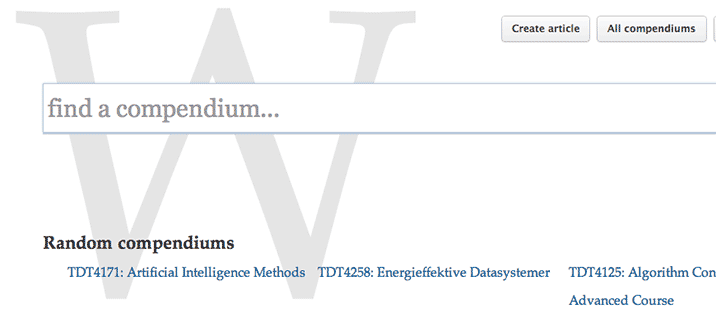 W
Create article All compendiums
find a compendium...
Random compendiums
TDT4171: Artificial Intelligence Methods TDT4258: Energieffektive Datasystemer TDT4125: Algorithm Con
Advanced Course